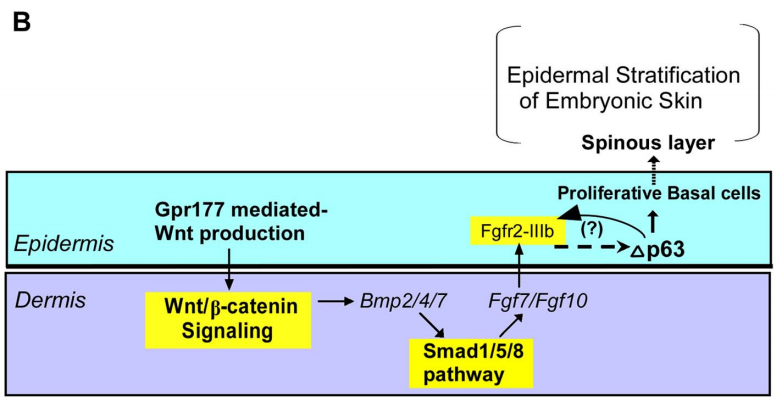 B
Epidermal Stratification
of Embryonic Skin
Spinous layer
Proliferative Basal cells
Gpr177 mediated-
Wnt production
Epidermis
Fgfr2-IIIb
(?)
△p63
Dermis
Wnt/β-catenin
Signaling
Bmp2/4/7
Fgf7/Fgf10
Smad1/5/8
pathway